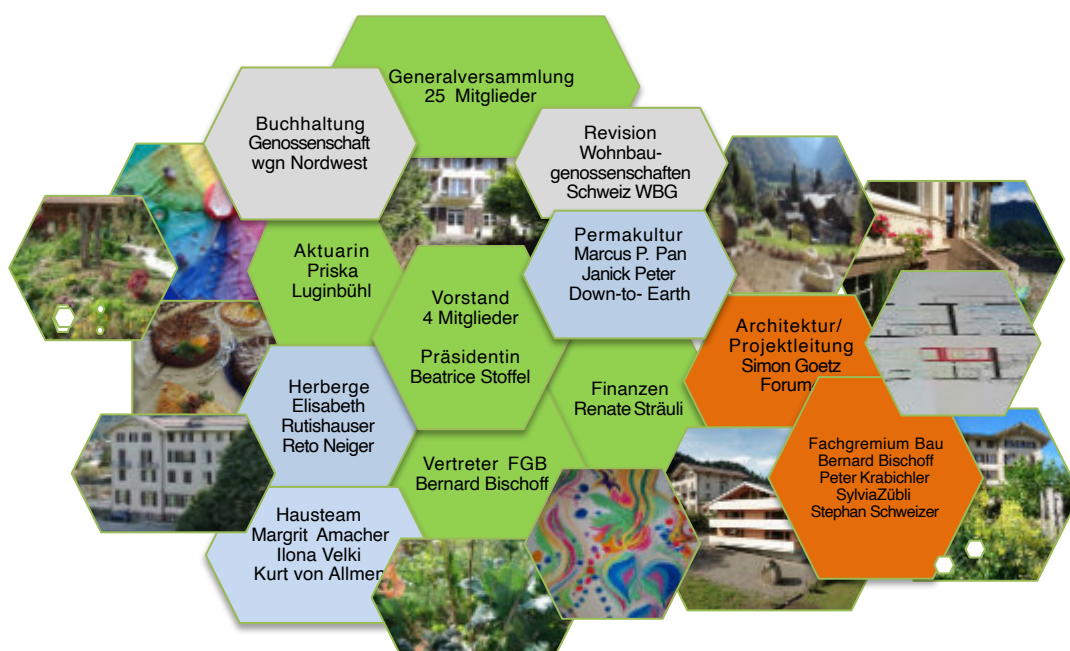 Generalversammlung
25 Mitglieder
Buchhaltung
Genossenschaft
wgn Nordwest
Revision
Wohnbau-
genossenschaften
Schweiz WBG
Aktuarin
Priska
Luginbühl
Vorstand
4 Mitglieder
Präsidentin
Beatrice Stoffel
Permakultur
Marcus P. Pan
Janick Peter
Down-to- Earth
Architektur/
Projektleitung
Simon Goetz
Forum
Herberge
Elisabeth
Rutishauser
Reto Neiger
Finanzen
Renate Sträuli
Vertreter FGB
Bernard Bischoff
Fachgremium Bau
Bernard Bischoff
Peter Krabichler
SylviaZübli
Stephan Schweizer
Hausteam
Margrit Amacher
Ilona Velki
Kurt von Allmen